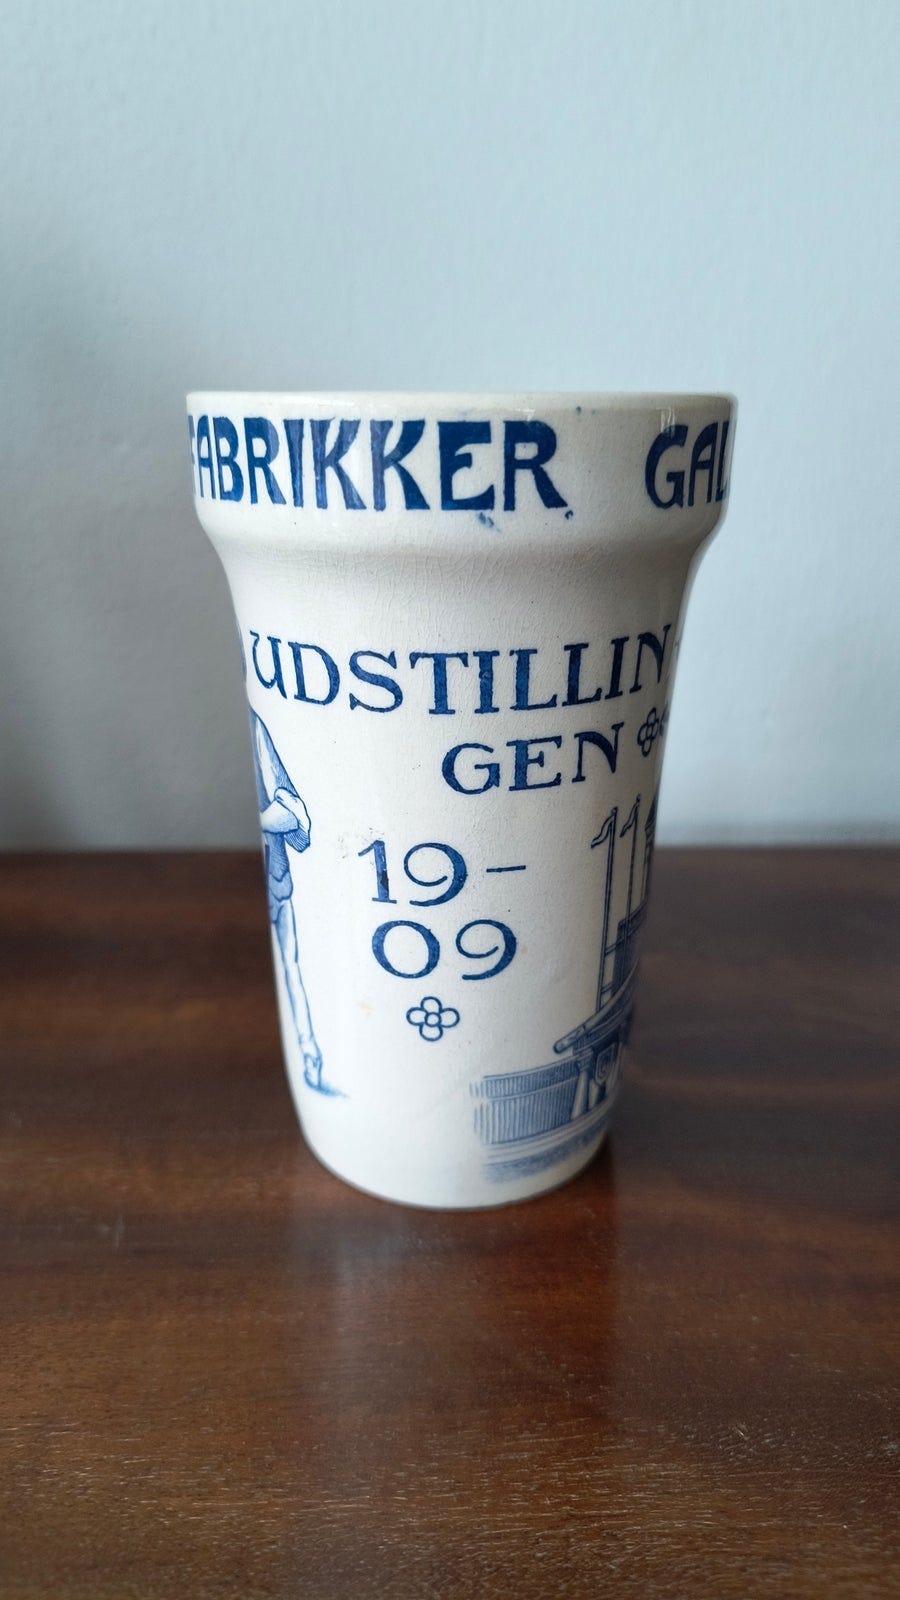 FABRIKKER GAL
UDSTILLIN-
GEN
19-
09